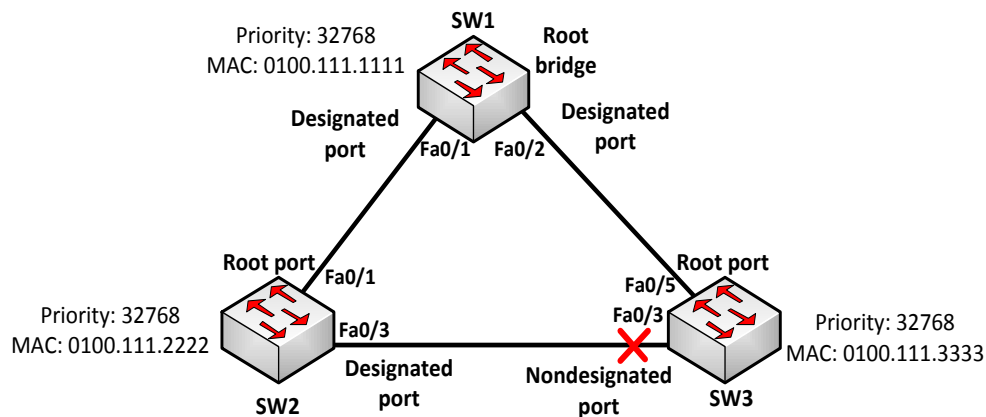 SW1
Priority: 32768
MAC: 0100.111.1111
Root
bridge
Designated
port
Designated
port
Fa0/1
Fa0/2
Root port
Fa0/1
Priority: 32768
MAC: 0100.111.2222
Fa0/3
Designated
port
SW2
Root port
Fa0/5
Fa0/3
Priority: 32768
MAC: 0100.111.3333
Nondesignated
port
SW3